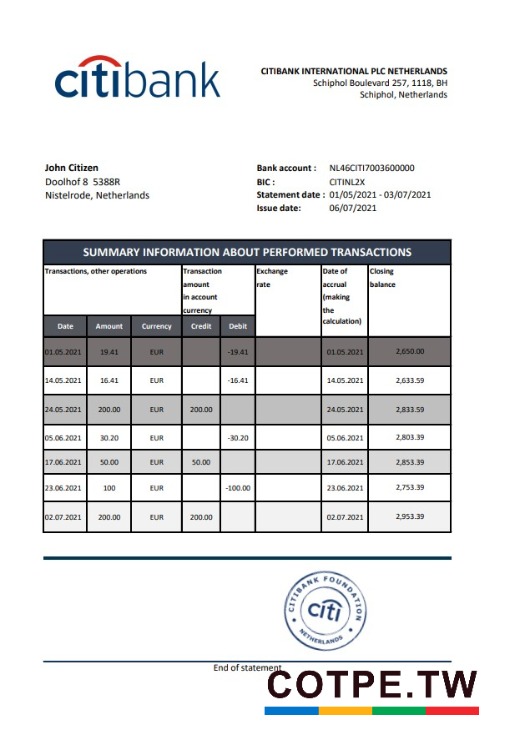 citibank
CITIBANK INTERNATIONAL PLC NETHERLANDS
Schiphol Boulevard 257, 1118, BH
Schiphol, Netherlands
John Citizen
Doolhof 8 5388R
Nistelrode, Netherlands
Bank account : NL46CITI7003600000
BIC : CITINL2X
Statement date : 01/05/2021 - 03/07/2021
Issue date: 06/07/2021
SUMMARY INFORMATION ABOUT PERFORMED TRANSACTIONS
Transactions, other operations
Transaction
amount
in account
currency
Exchange
rate
Date of
accrual
(making
the
calculation)
Closing
balance
Date Amount Currency Credit Debit
01.05.2021 19.41 EUR -19.41 01.05.2021 2,650.00
14.05.2021 16.41 EUR -16.41 14.05.2021 2,633.59
24.05.2021 200.00 EUR 200.00 24.05.2021 2,833.59
05.06.2021 30.20 EUR -30.20 05.06.2021 2,803.39
17.06.2021 50.00 EUR 50.00 17.06.2021 2,853.39
23.06.2021 100 EUR -100.00 23.06.2021 2,753.39
02.07.2021 200.00 EUR 200.00 02.07.2021 2,953.39
CITIBANK FOUNDATION
citi
NETHERLANDS
End of statement
COTPE.TW